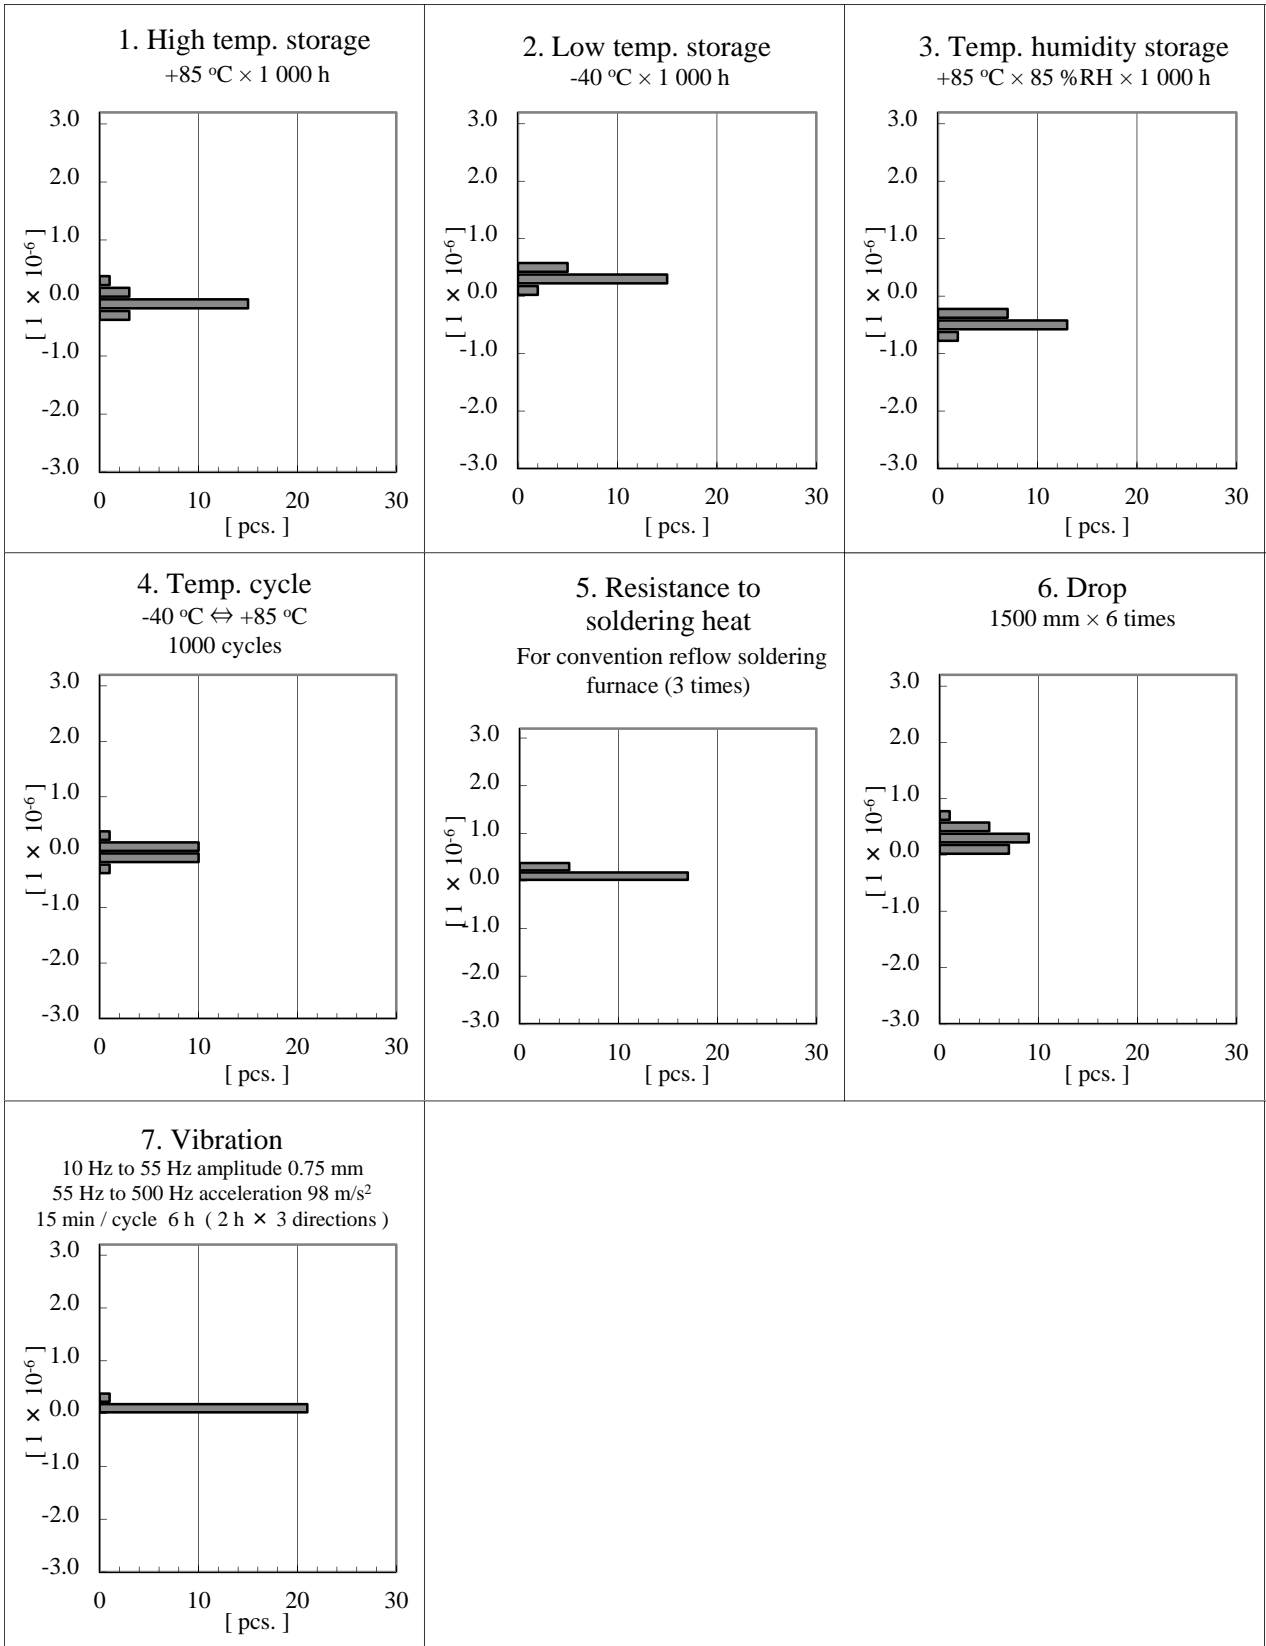 1. High temp. storage
+85 ºC × 1 000 h
3.0
2.0
1.0
0.0
-1.0
-2.0
-3.0
[ 1 × 10-6 ]
0 10 20 30
[ pcs. ]
2. Low temp. storage
-40 ºC × 1 000 h
3.0
2.0
1.0
0.0
-1.0
-2.0
-3.0
[ 1 × 10-6 ]
0 10 20 30
[ pcs. ]
3. Temp. humidity storage
+85 ºC × 85 %RH × 1 000 h
3.0
2.0
1.0
0.0
-1.0
-2.0
-3.0
[ 1 × 10-6 ]
0 10 20 30
[ pcs. ]
4. Temp. cycle
-40 ºC ⇔ +85 ºC
1000 cycles
3.0
2.0
1.0
0.0
-1.0
-2.0
-3.0
[ 1 × 10-6 ]
0 10 20 30
[ pcs. ]
5. Resistance to
soldering heat
For convention reflow soldering
furnace (3 times)
3.0
2.0
1.0
0.0
-1.0
-2.0
-3.0
[ 1 × 10-6 ]
0 10 20 30
[ pcs. ]
6. Drop
1500 mm × 6 times
3.0
2.0
1.0
0.0
-1.0
-2.0
-3.0
[ 1 × 10-6 ]
0 10 20 30
[ pcs. ]
7. Vibration
10 Hz to 55 Hz amplitude 0.75 mm
55 Hz to 500 Hz acceleration 98 m/s2
15 min / cycle 6 h ( 2 h × 3 directions )
3.0
2.0
1.0
0.0
-1.0
-2.0
-3.0
[ 1 × 10-6 ]
0 10 20 30
[ pcs. ]